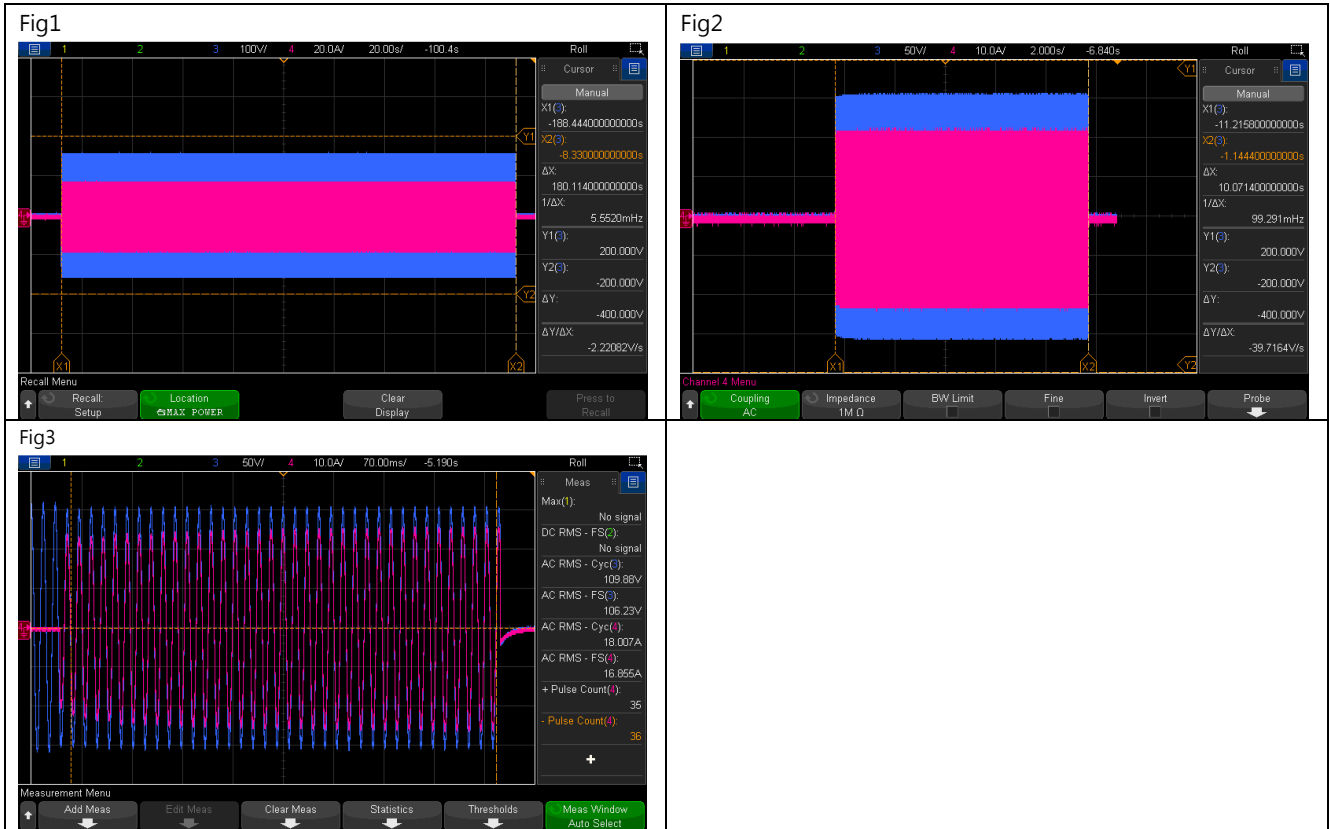 Fig1
1 2 3 100V/ 4 20.0A/ 20.00s/ -100.4s Roll
Cursor
Manual
X1(3):
-188.444000000000s
X2(3):
-8.330000000000s
ΔX:
180.114000000000s
1/ΔX:
5.5520mHz
Y1(3):
200.000V
Y2(3):
-200.000V
ΔY:
-400.000V
ΔY/ΔX:
-2.22082V/s
Y1
Y2
X1 X2
4
Recall Menu
Recall: Location Clear Press to
Setup MAX POWER Display Recall
Fig2
1 2 3 50V/ 4 10.0A/ 2.000s/ -6.840s Roll
Cursor
Manual
X1(3):
-11.215800000000s
X2(3):
-1.144400000000s
ΔX:
10.071400000000s
1/ΔX:
99.291mHz
Y1(3):
200.000V
Y2(3):
-200.000V
ΔY:
-400.000V
ΔY/ΔX:
-39.7164V/s
Y1
Y2
X1 X2
4
Channel 4 Menu
Coupling Impedance BW Limit Fine Invert Probe
AC 1M Ω
Fig3
1 2 3 50V/ 4 10.0A/ 70.00ms/ -5.190s Roll
Meas
Max(1):
No signal
DC RMS - FS(2):
No signal
AC RMS - Cyc(3):
109.88V
AC RMS - FS(3):
106.23V
AC RMS - Cyc(4):
18.007A
AC RMS - FS(4):
16.855A
+ Pulse Count(4):
35
- Pulse Count(4):
36
4
Measurement Menu
Add Meas Edit Meas Clear Meas Statistics Thresholds Meas Window
Auto Select